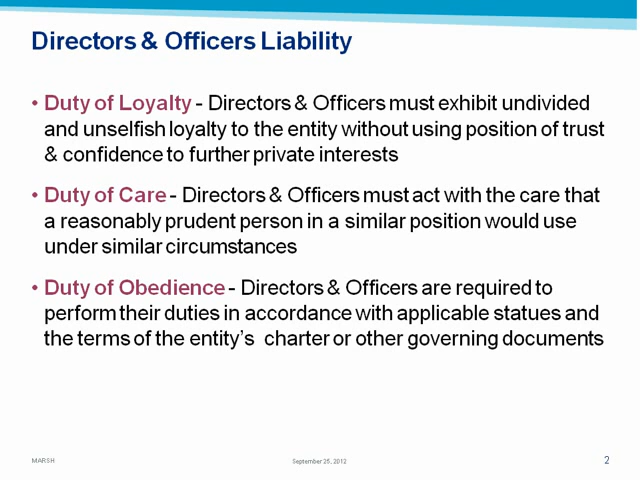 Directors & Officers Liability
• Duty of Loyalty - Directors & Officers must exhibit undivided
and unselfish loyalty to the entity without using position of trust
& confidence to further private interests
• Duty of Care - Directors & Officers must act with the care that
a reasonably prudent person in a similar position would use
under similar circumstances
• Duty of Obedience - Directors & Officers are required to
perform their duties in accordance with applicable statues and
the terms of the entity's charter or other governing documents
MARSH
September 25, 2012
2